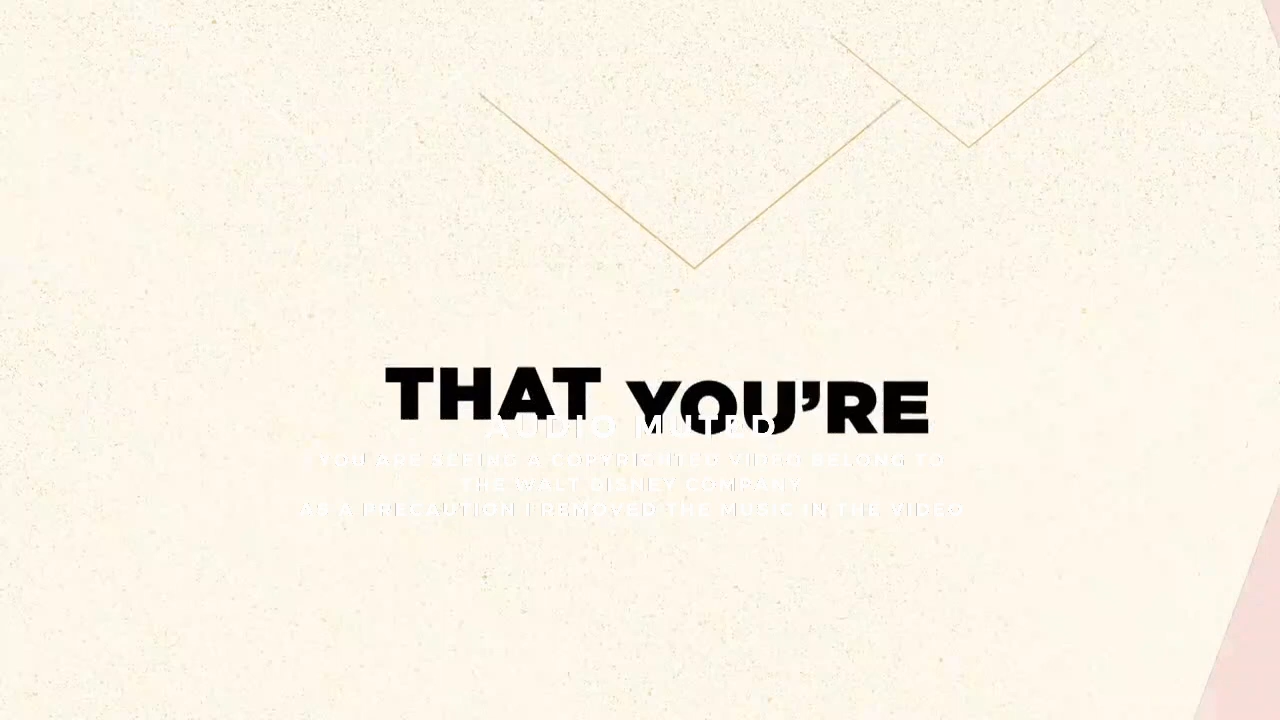 THAT YOU'RE
AUDIO MUTED
YOU ARE SEEING A COPYRIGHTED VIDEO BELONG TO
THE WALT DISNEY COMPANY
AS A PRECAUTION I REMOVED THE MUSIC IN THE VIDEO